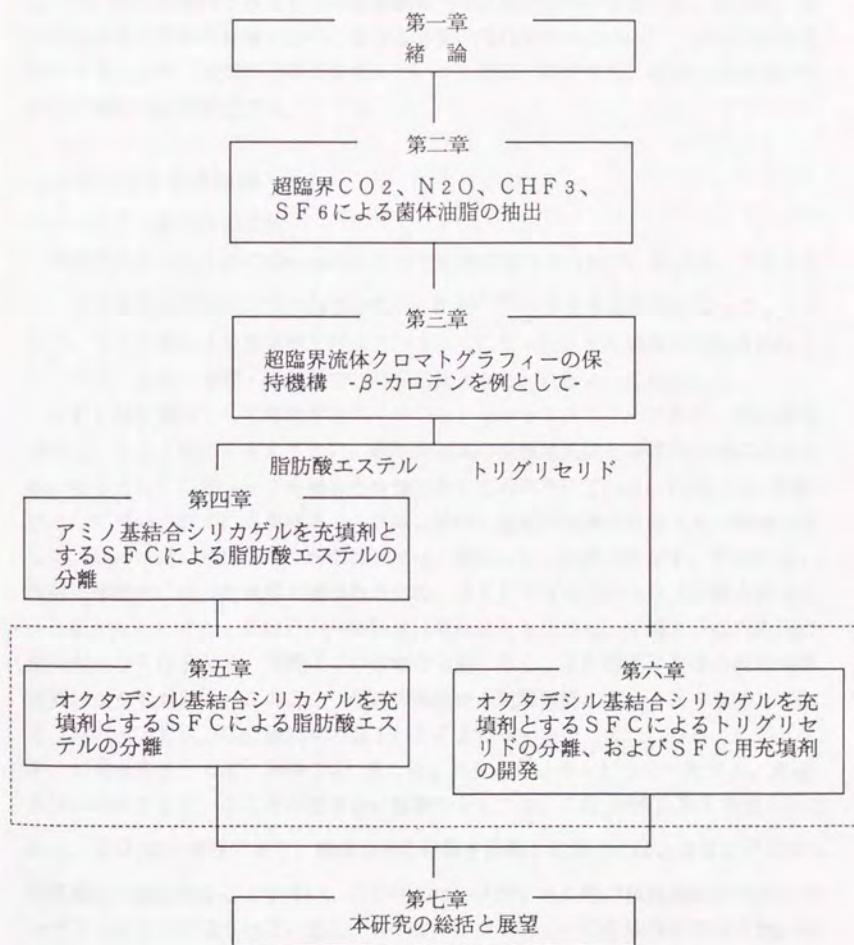 第一章
緒　論
第二章
超臨界ＣＯ２、Ｎ２Ｏ、ＣＨＦ３、
ＳＦ６による菌体油脂の抽出
第三章
超臨界流体クロマトグラフィーの保
持機構　-β-カロテンを例として-
脂肪酸エステル
トリグリセリド
第四章
アミノ基結合シリカゲルを充填剤と
するＳＦＣによる脂肪酸エステルの
分離
第五章
オクタデシル基結合シリカゲルを充
填剤とするＳＦＣによる脂肪酸エス
テルの分離
第六章
オクタデシル基結合シリカゲルを充
填剤とするＳＦＣによるトリグリセ
リドの分離、およびＳＦＣ用充填剤
の開発
第七章
本研究の総括と展望